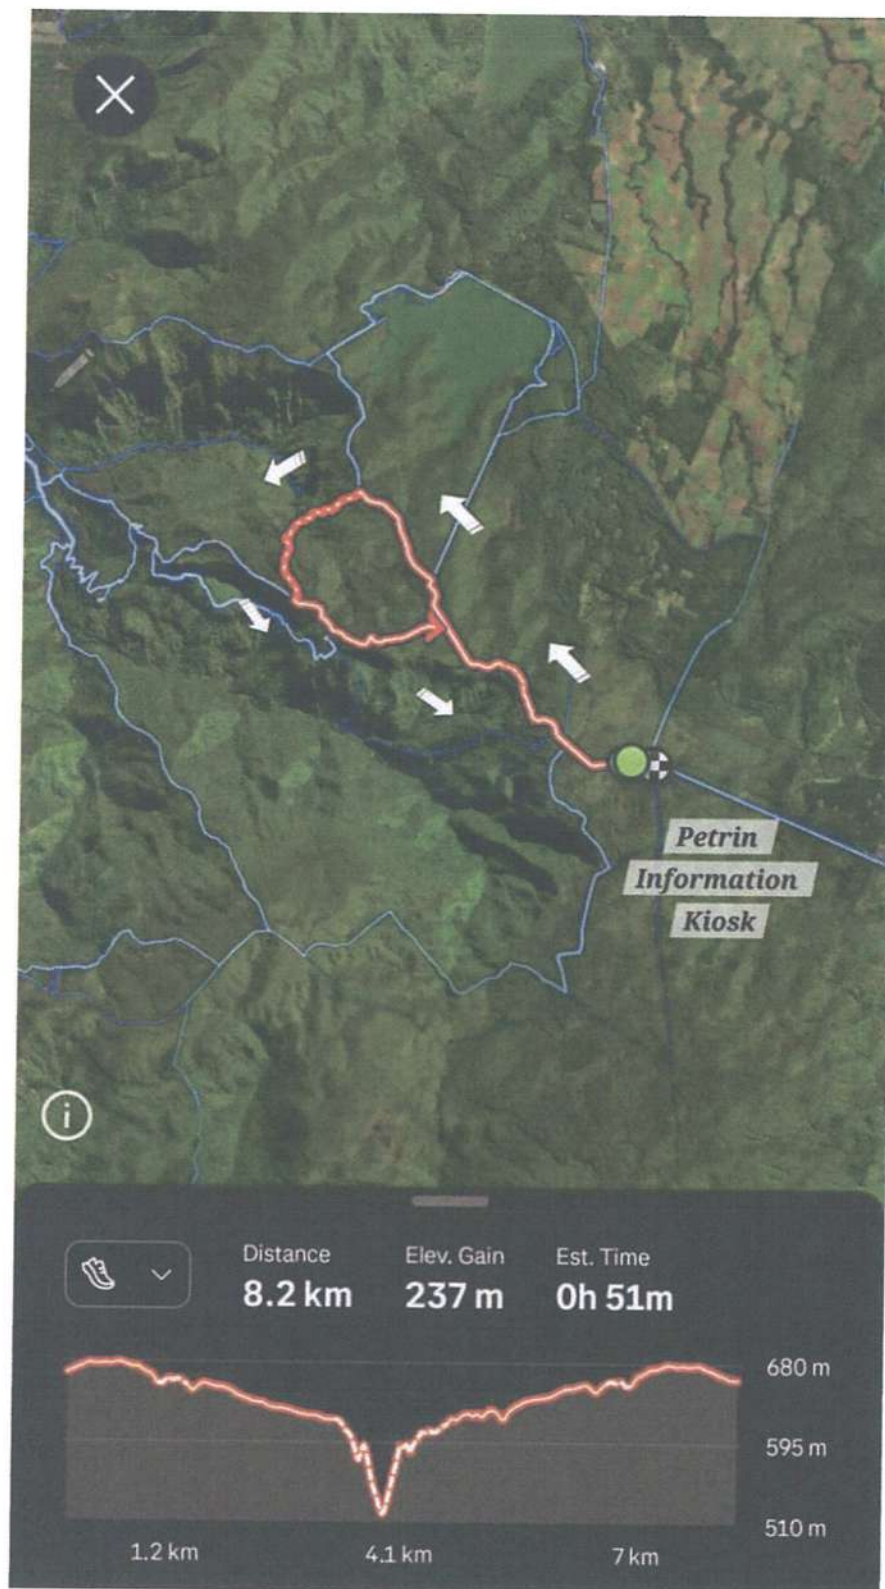 Petrin
Information
Kiosk
i
Distance
8.2 km
Elev. Gain
237 m
Est. Time
0h 51m
680 m
595 m
510 m
1.2 km
4.1 km
7 km